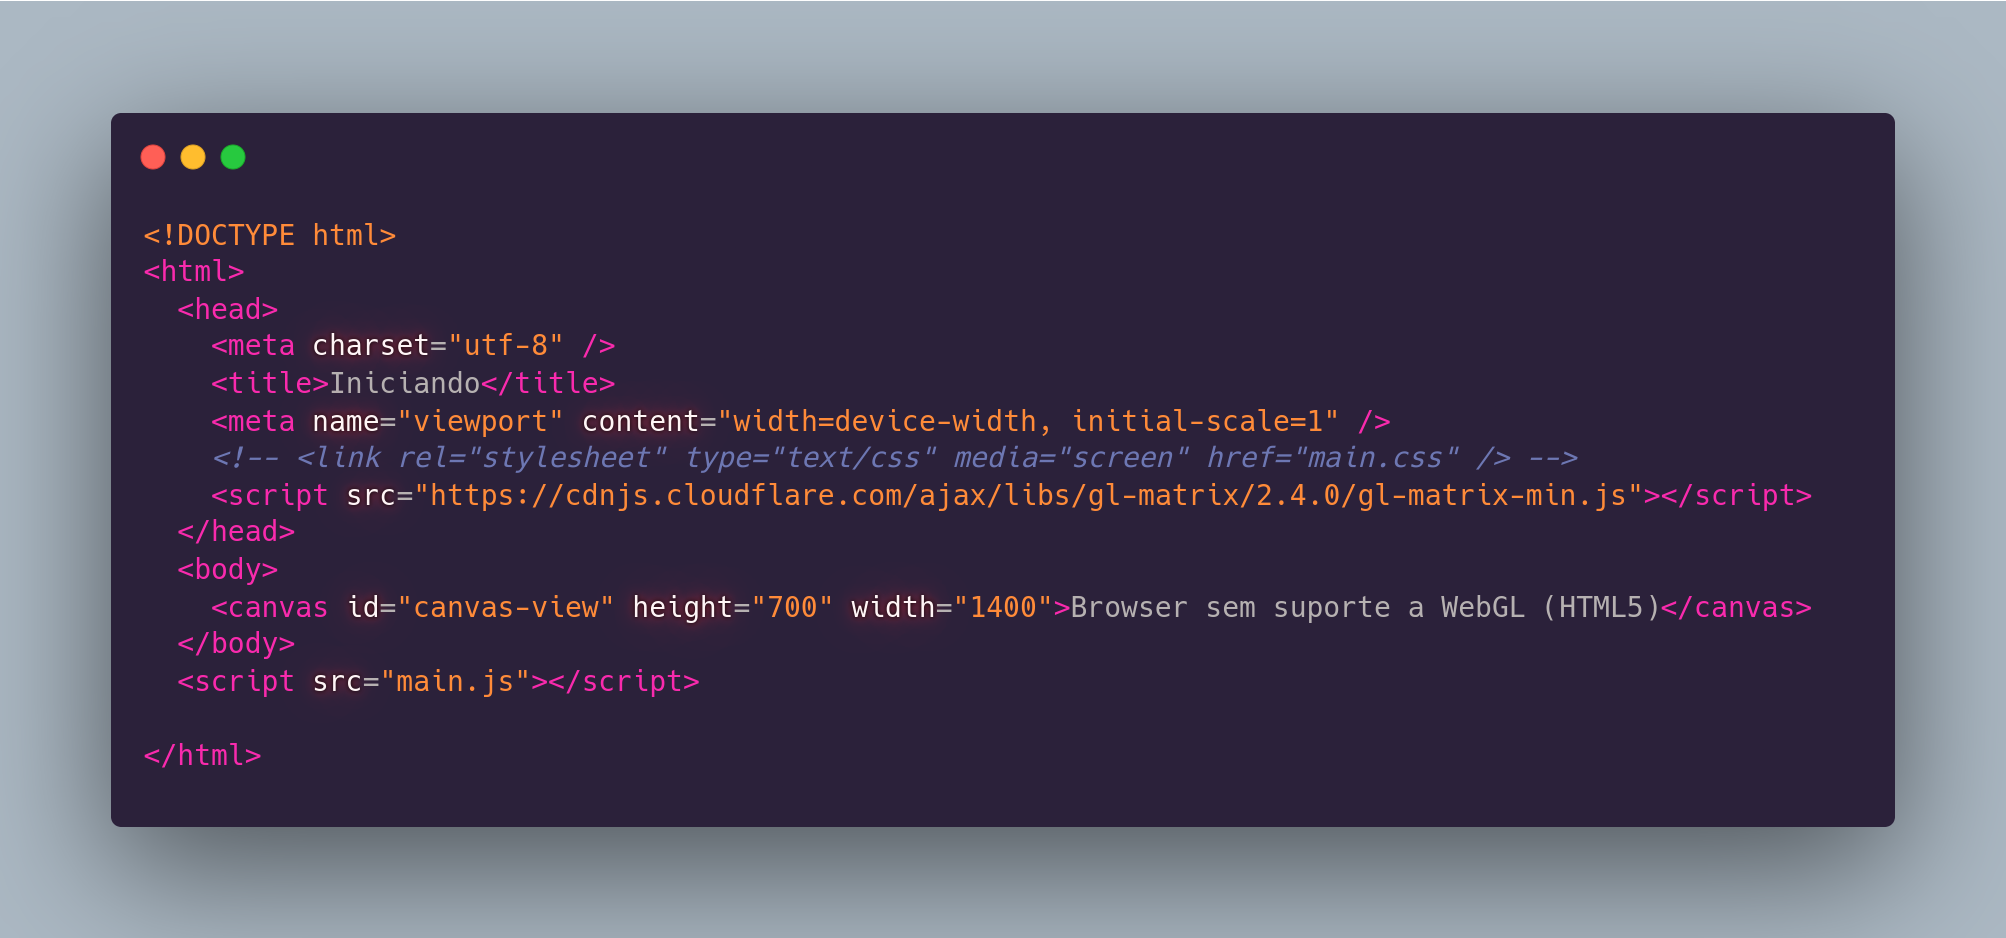 <!DOCTYPE html>
<html>
  <head>
    <meta charset="utf-8" />
    <title>Iniciando</title>
    <meta name="viewport" content="width=device-width, initial-scale=1" />
    <!-- <link rel="stylesheet" type="text/css" media="screen" href="main.css" /> -->
    <script src="https://cdnjs.cloudflare.com/ajax/libs/gl-matrix/2.4.0/gl-matrix-min.js"></script>
  </head>
  <body>
    <canvas id="canvas-view" height="700" width="1400">Browser sem suporte a WebGL (HTML5)</canvas>
  </body>
  <script src="main.js"></script>

</html>